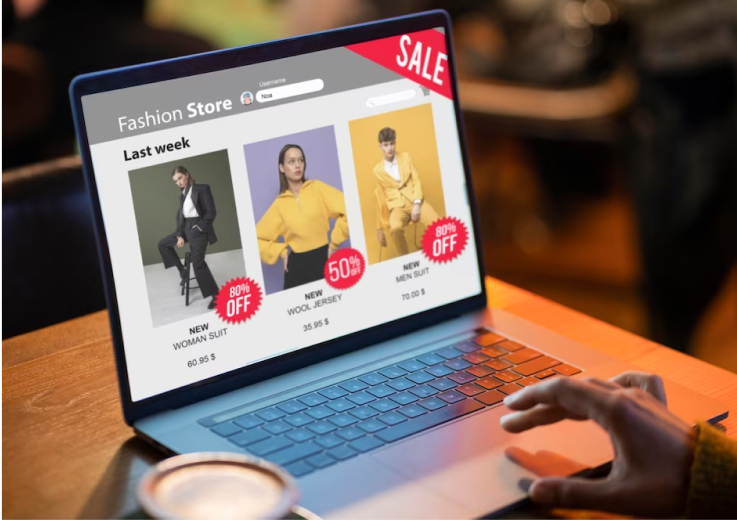 SALE
Username
Fashion Store
Noa
Last week
80%
OFF
NEW
WOMAN SUIT
60.95 $
50%
OFF
NEW
WOOL JERSEY
35.95 $
80%
OFF
NEW
MEN SUIT
70.00 $